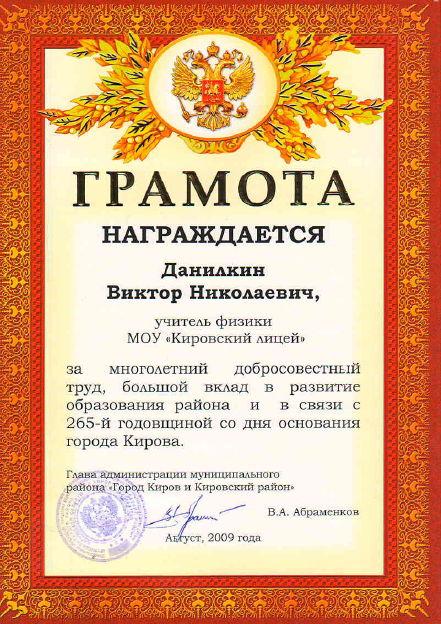 ГРАМОТА
НАГРАЖДАЕТСЯ
Данилкин
Виктор Николаевич,
учитель физики
МОУ «Кировский лицей»
за многолетний добросовестный
труд, большой вклад в развитие
образования района и в связи с
265-й годовщиной со дня основания
города Кирова.
Глава администрации муниципального
района «Город Киров и Кировский район»
В.А. Абраменков
Август, 2009 года